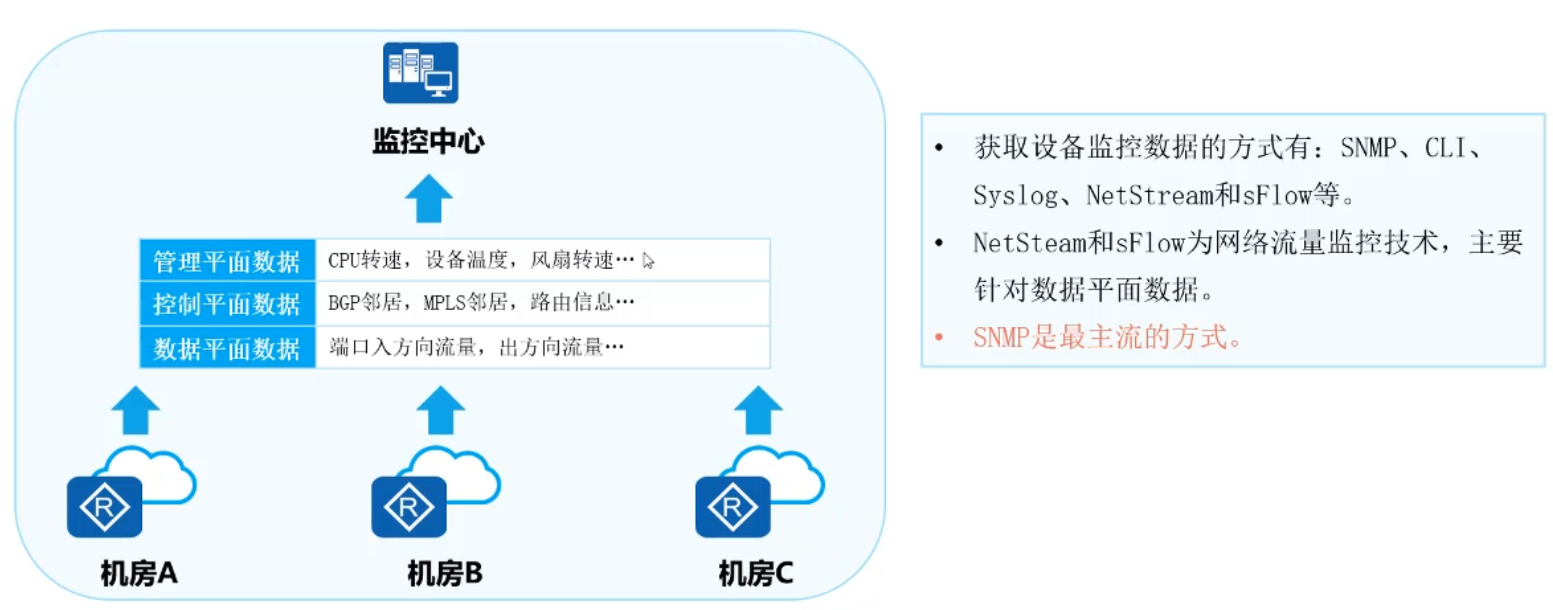 监控中心
管理平面数据 CPU转速，设备温度，风扇转速…
控制平面数据 BGP邻居，MPLS邻居，路由信息…
数据平面数据 端口入方向流量，出方向流量…
R
R
R
机房A
机房B
机房C
• 获取设备监控数据的方式有：SNMP、CLI、
Syslog、NetStream和sFlow等。
• NetSteam和sFlow为网络流量监控技术，主要
针对数据平面数据。
• SNMP是最主流的方式。